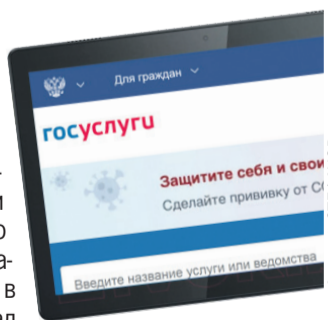 Для граждан
госуслуги
Защитите себя и свои
Сделайте прививку от CO
Введите название услуги или ведомства
и
о
а-
в